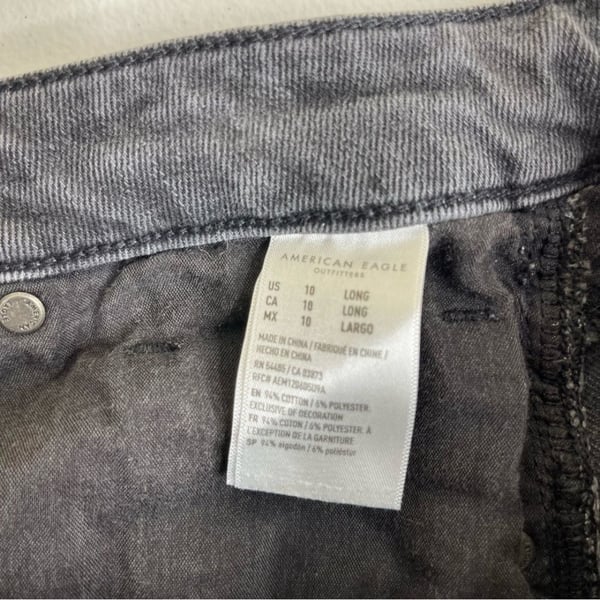 AMERICAN EAGLE
OUTFITTERS
US 10 LONG
CA 10 LONG
MX 10 LARGO
MADE IN CHINA / FABRIQUÉ EN CHINE /
HECHO EN CHINA
RN 54485 / CA 03873
RFC# AEM120605U9A
EN 94% COTTON / 6% POLYESTER
EXCLUSIVE OF DECORATION
FR 94% COTON / 6% POLYESTER À
L'EXCEPTION DE LA GARNITURE
SP 94% algodón / 6% poliéster